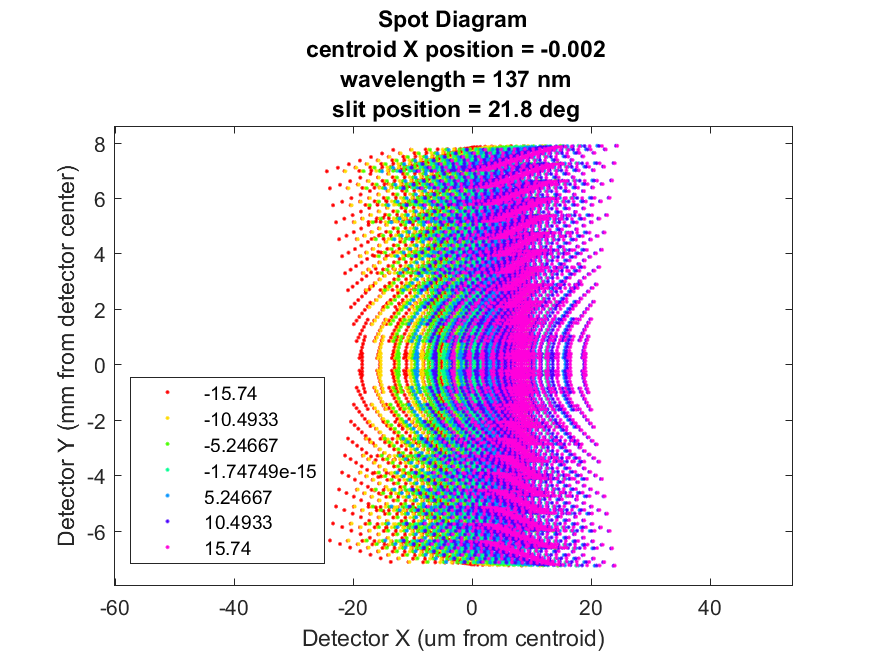 Spot Diagram
centroid X position = -0.002
wavelength = 137 nm
slit position = 21.8 deg
8
6
4
2
0
-2
-4
-6
Detector Y (mm from detector center)
-15.74
-10.4933
-5.24667
-1.74749e-15
5.24667
10.4933
15.74
-60
-40
-20
0
20
40
Detector X (um from centroid)